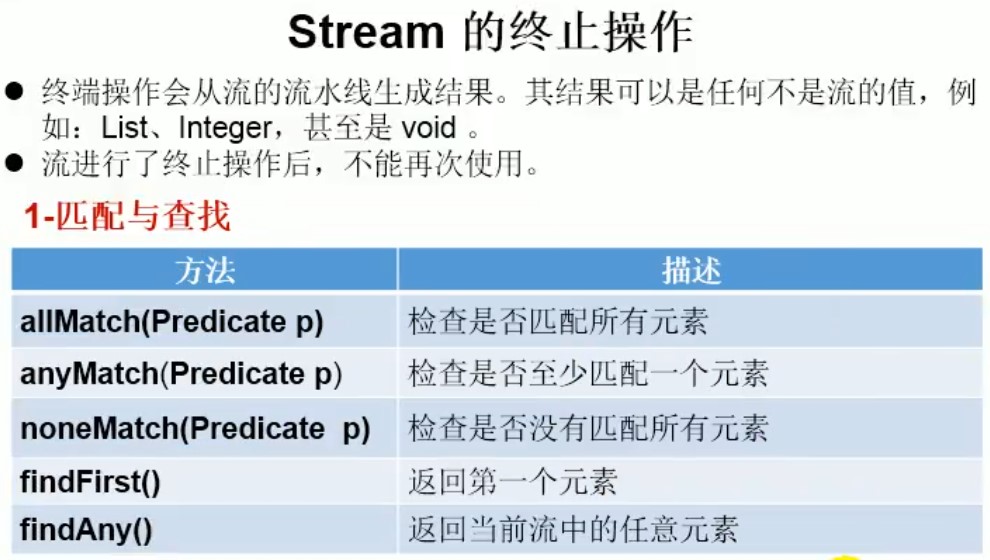 Stream 的终止操作
● 终端操作会从流的流水线生成结果。其结果可以是任何不是流的值，例
如：List、Integer，甚至是 void 。
● 流进行了终止操作后，不能再次使用。
1-匹配与查找
方法 描述
allMatch(Predicate p) 检查是否匹配所有元素
anyMatch(Predicate p) 检查是否至少匹配一个元素
noneMatch(Predicate  p) 检查是否没有匹配所有元素
findFirst() 返回第一个元素
findAny() 返回当前流中的任意元素